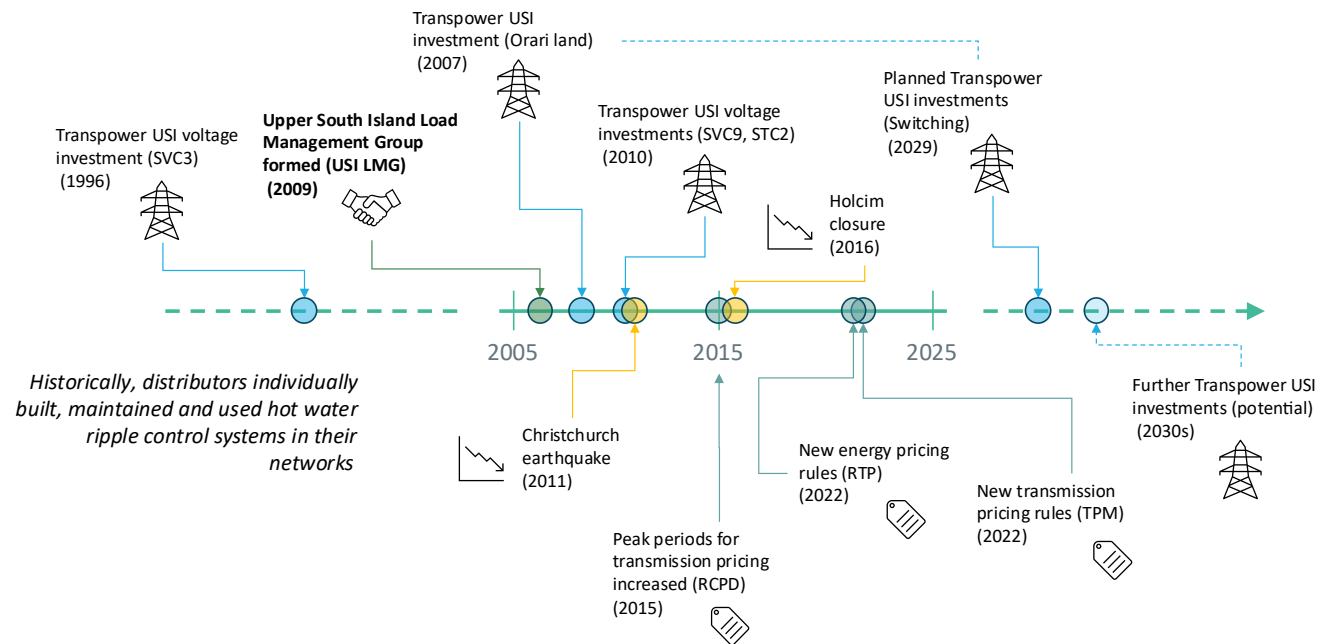 Transpower USI
investment (Orari land)
(2007)
Planned Transpower
USI investments
(Switching)
(2029)
Upper South Island Load
Management Group
formed (USI LMG)
(2009)
Transpower USI voltage
investments (SVC9, STC2)
(2010)
Transpower USI voltage
investment (SVC3)
(1996)
Holcim
closure
(2016)
2005
2015
2025
Historically, distributors individually
built, maintained and used hot water
ripple control systems in their
networks
Christchurch
earthquake
(2011)
Peak periods for
transmission pricing
increased (RCPD)
(2015)
New energy pricing
rules (RTP)
(2022)
New transmission
pricing rules (TPM)
(2022)
Further Transpower USI
investments (potential)
(2030s)